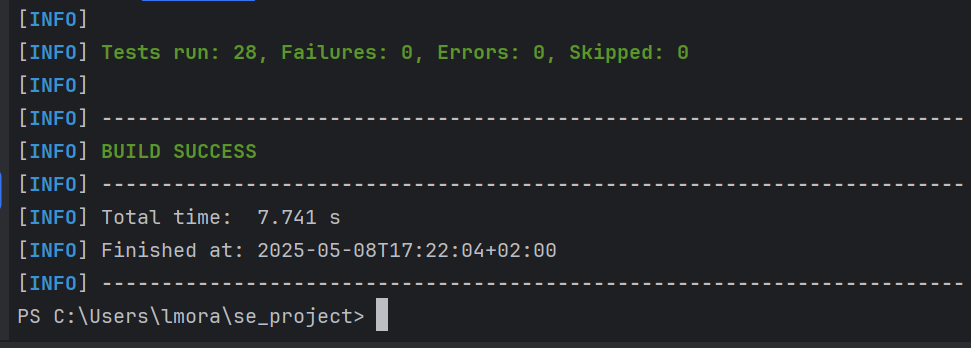 [INFO]
[INFO] Tests run: 28, Failures: 0, Errors: 0, Skipped: 0
[INFO]
[INFO] ------------------------------------------------------------------------
[INFO] BUILD SUCCESS
[INFO] ------------------------------------------------------------------------
[INFO] Total time:  7.741 s
[INFO] Finished at: 2025-05-08T17:22:04+02:00
[INFO] ------------------------------------------------------------------------
PS C:\Users\lmora\se_project>